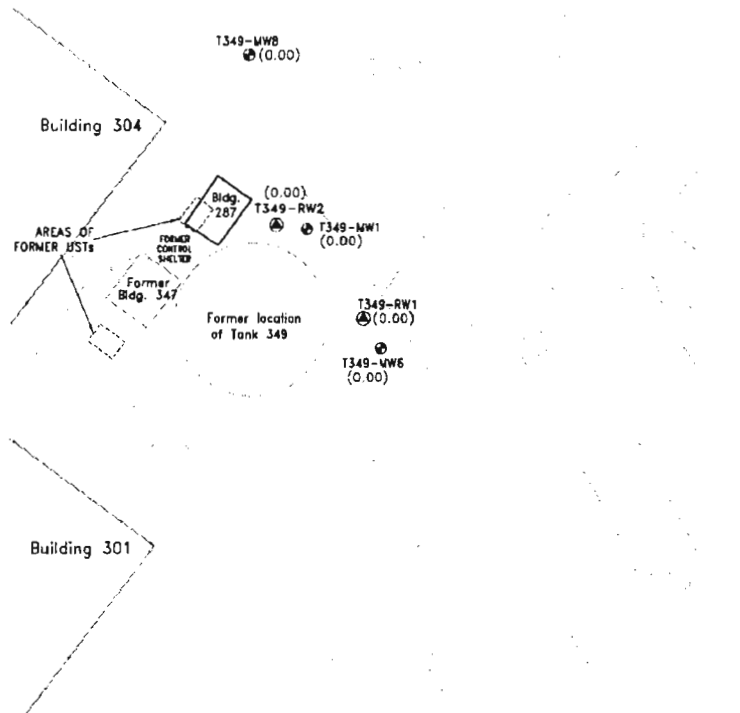 T349-MW8
(0.00)
Building 304
Bldg.
287
(0.00)
T349-RW2
T349-MW1
(0.00)
AREAS OF
FORMER USTs
FORMER
CONTROL
SHELTER
Former
Bldg. 347
Former location
of Tank 349
T349-RW1
(0.00)
T349-MW6
(0.00)
Building 301